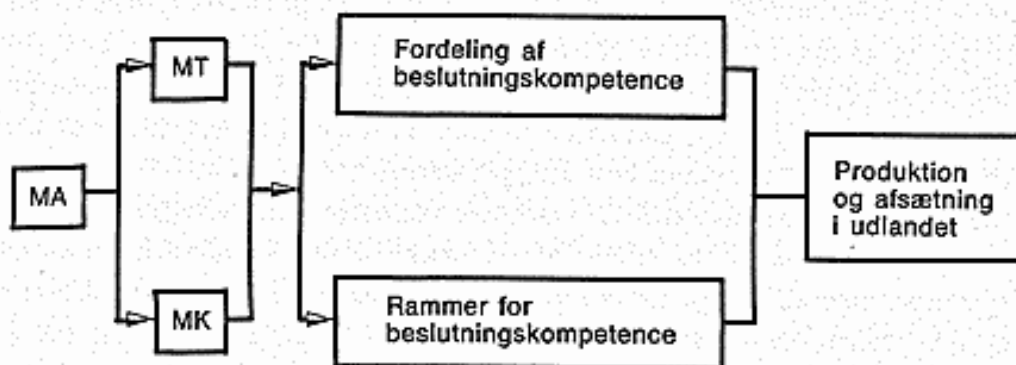 MA
MT
MK
Fordeling af
beslutningskompetence
Rammer for
beslutningskompetence
Produktion
og afsætning
i udlandet